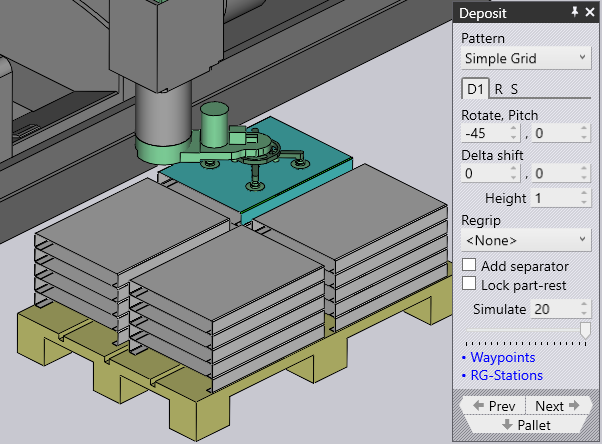 Deposit
Pattern
Simple Grid
D1 R S
Rotate, Pitch
-45 , 0
Delta shift
0 , 0
Height 1
Regrip
<None>
Add separator
Lock part-rest
Simulate 20
• Waypoints
• RG-Stations
Prev Next
Pallet